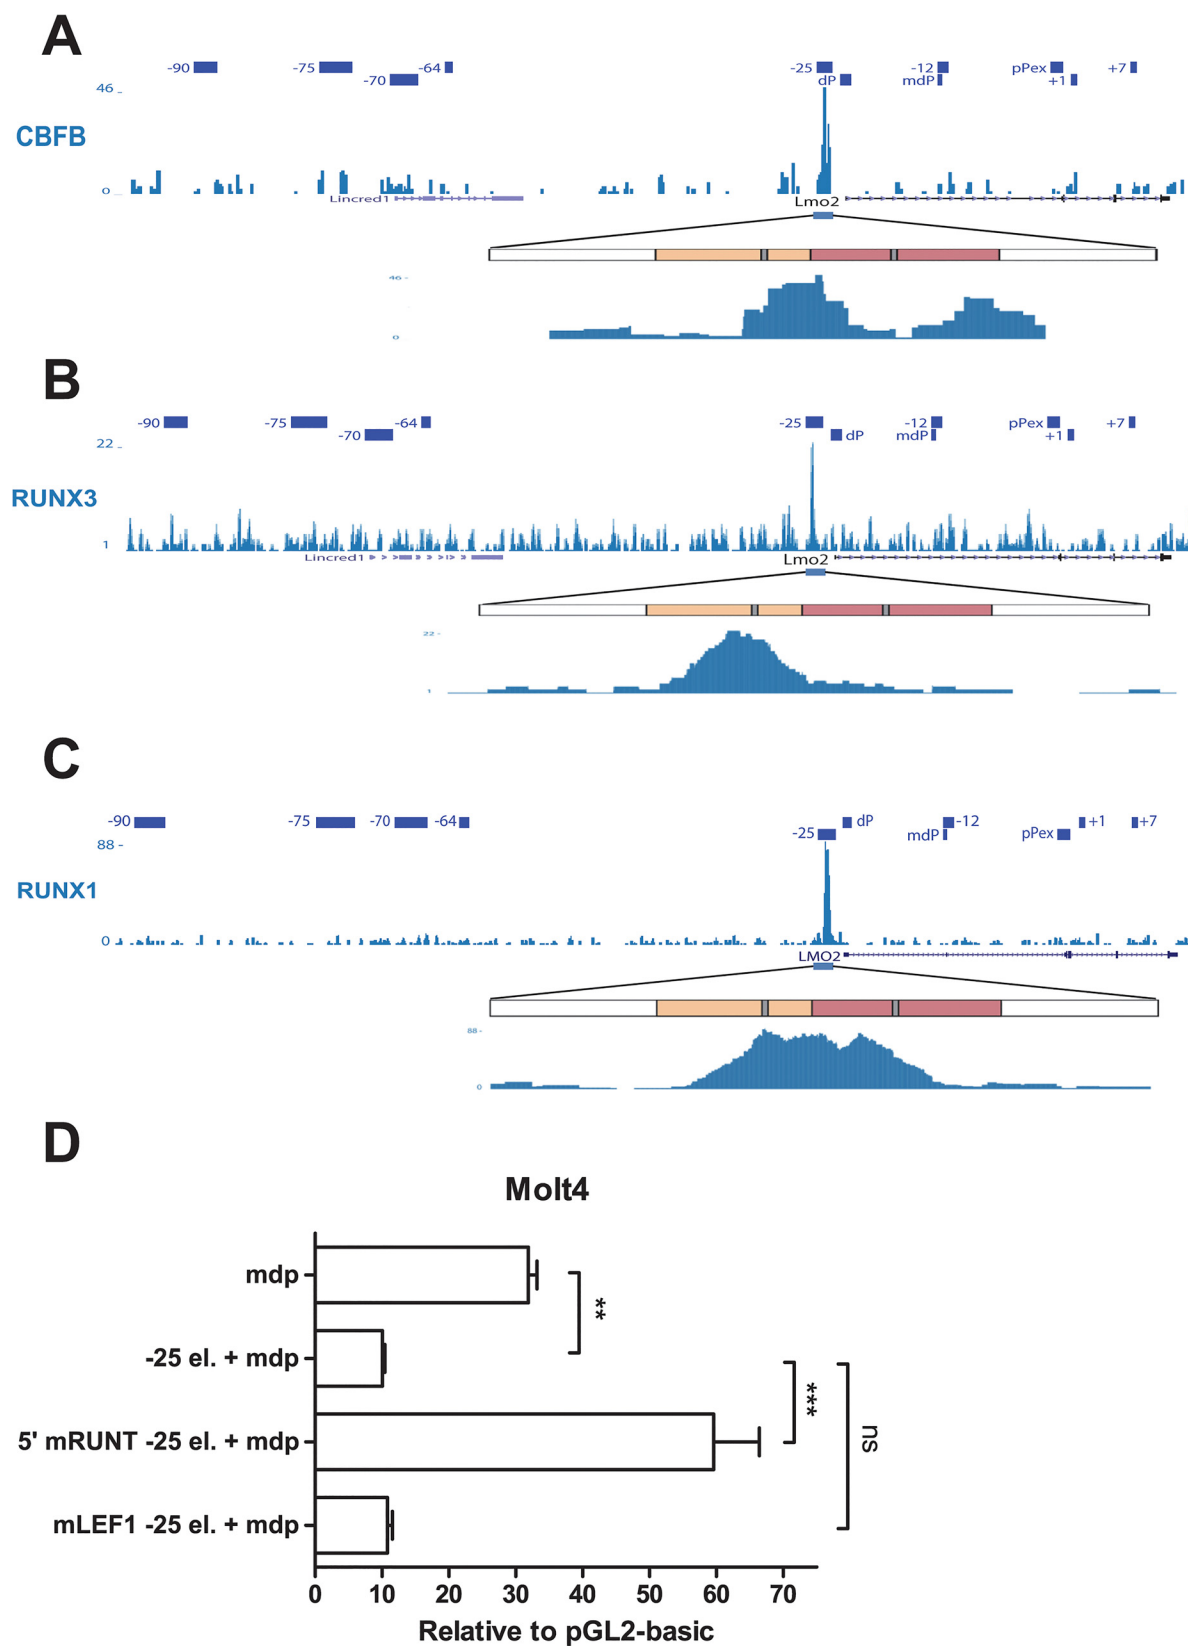 A
-90 -75 -64 -25 -12 pPex +7
-70 dP mdP +1
46
CBFB
0
Lincred1 Lmo2
46
0
B
-90 -75 -64 -25 -12 pPex +7
-70 dP mdP +1
22
RUNX3
1
Lincred1 Lmo2
22
1
C
-90 -75 -70 -64 dP -12 +1 +7
-25 mdP pPex
88
RUNX1
0
LMO2
88
0
D
Molt4
mdp
**
-25 el. + mdp
***
5' mRUNT -25 el. + mdp
ns
mLEF1 -25 el. + mdp
0 10 20 30 40 50 60 70
Relative to pGL2-basic